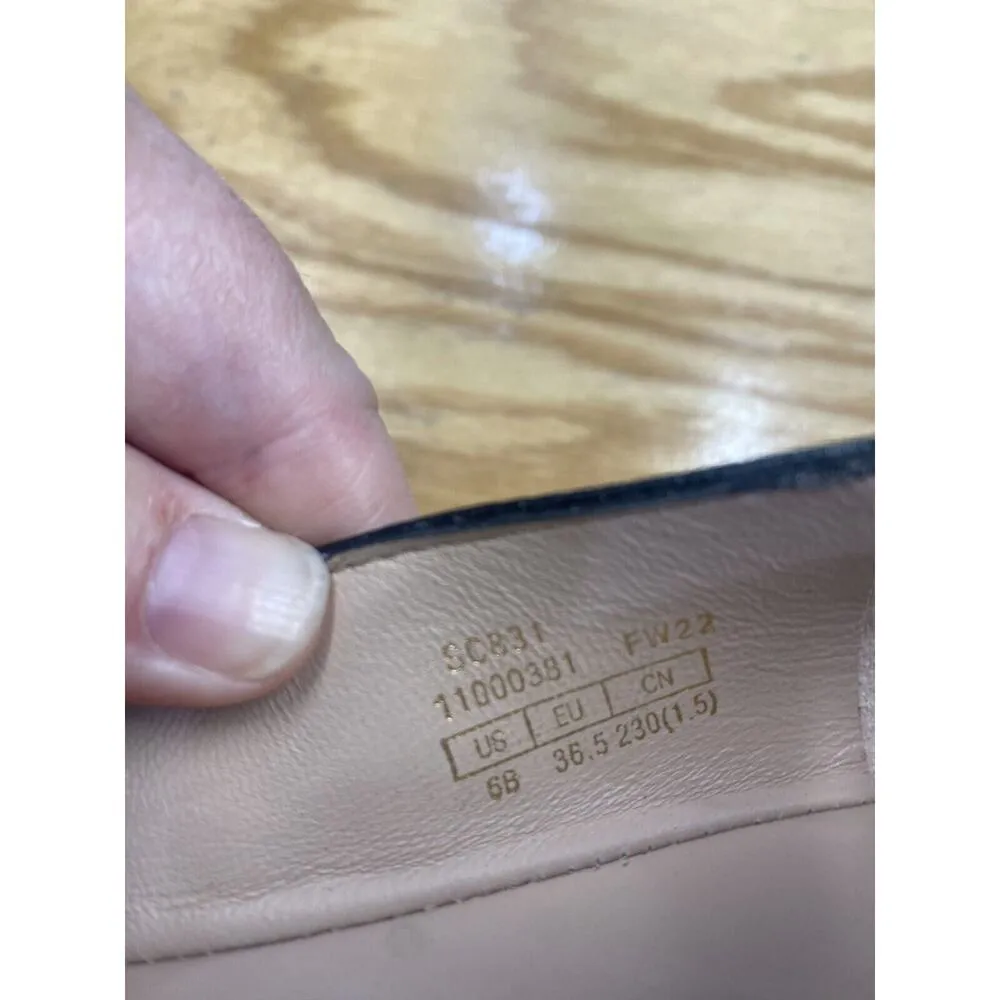 SC831
11000381 FW22
US EU CN
6B 36.5 230(1.5)